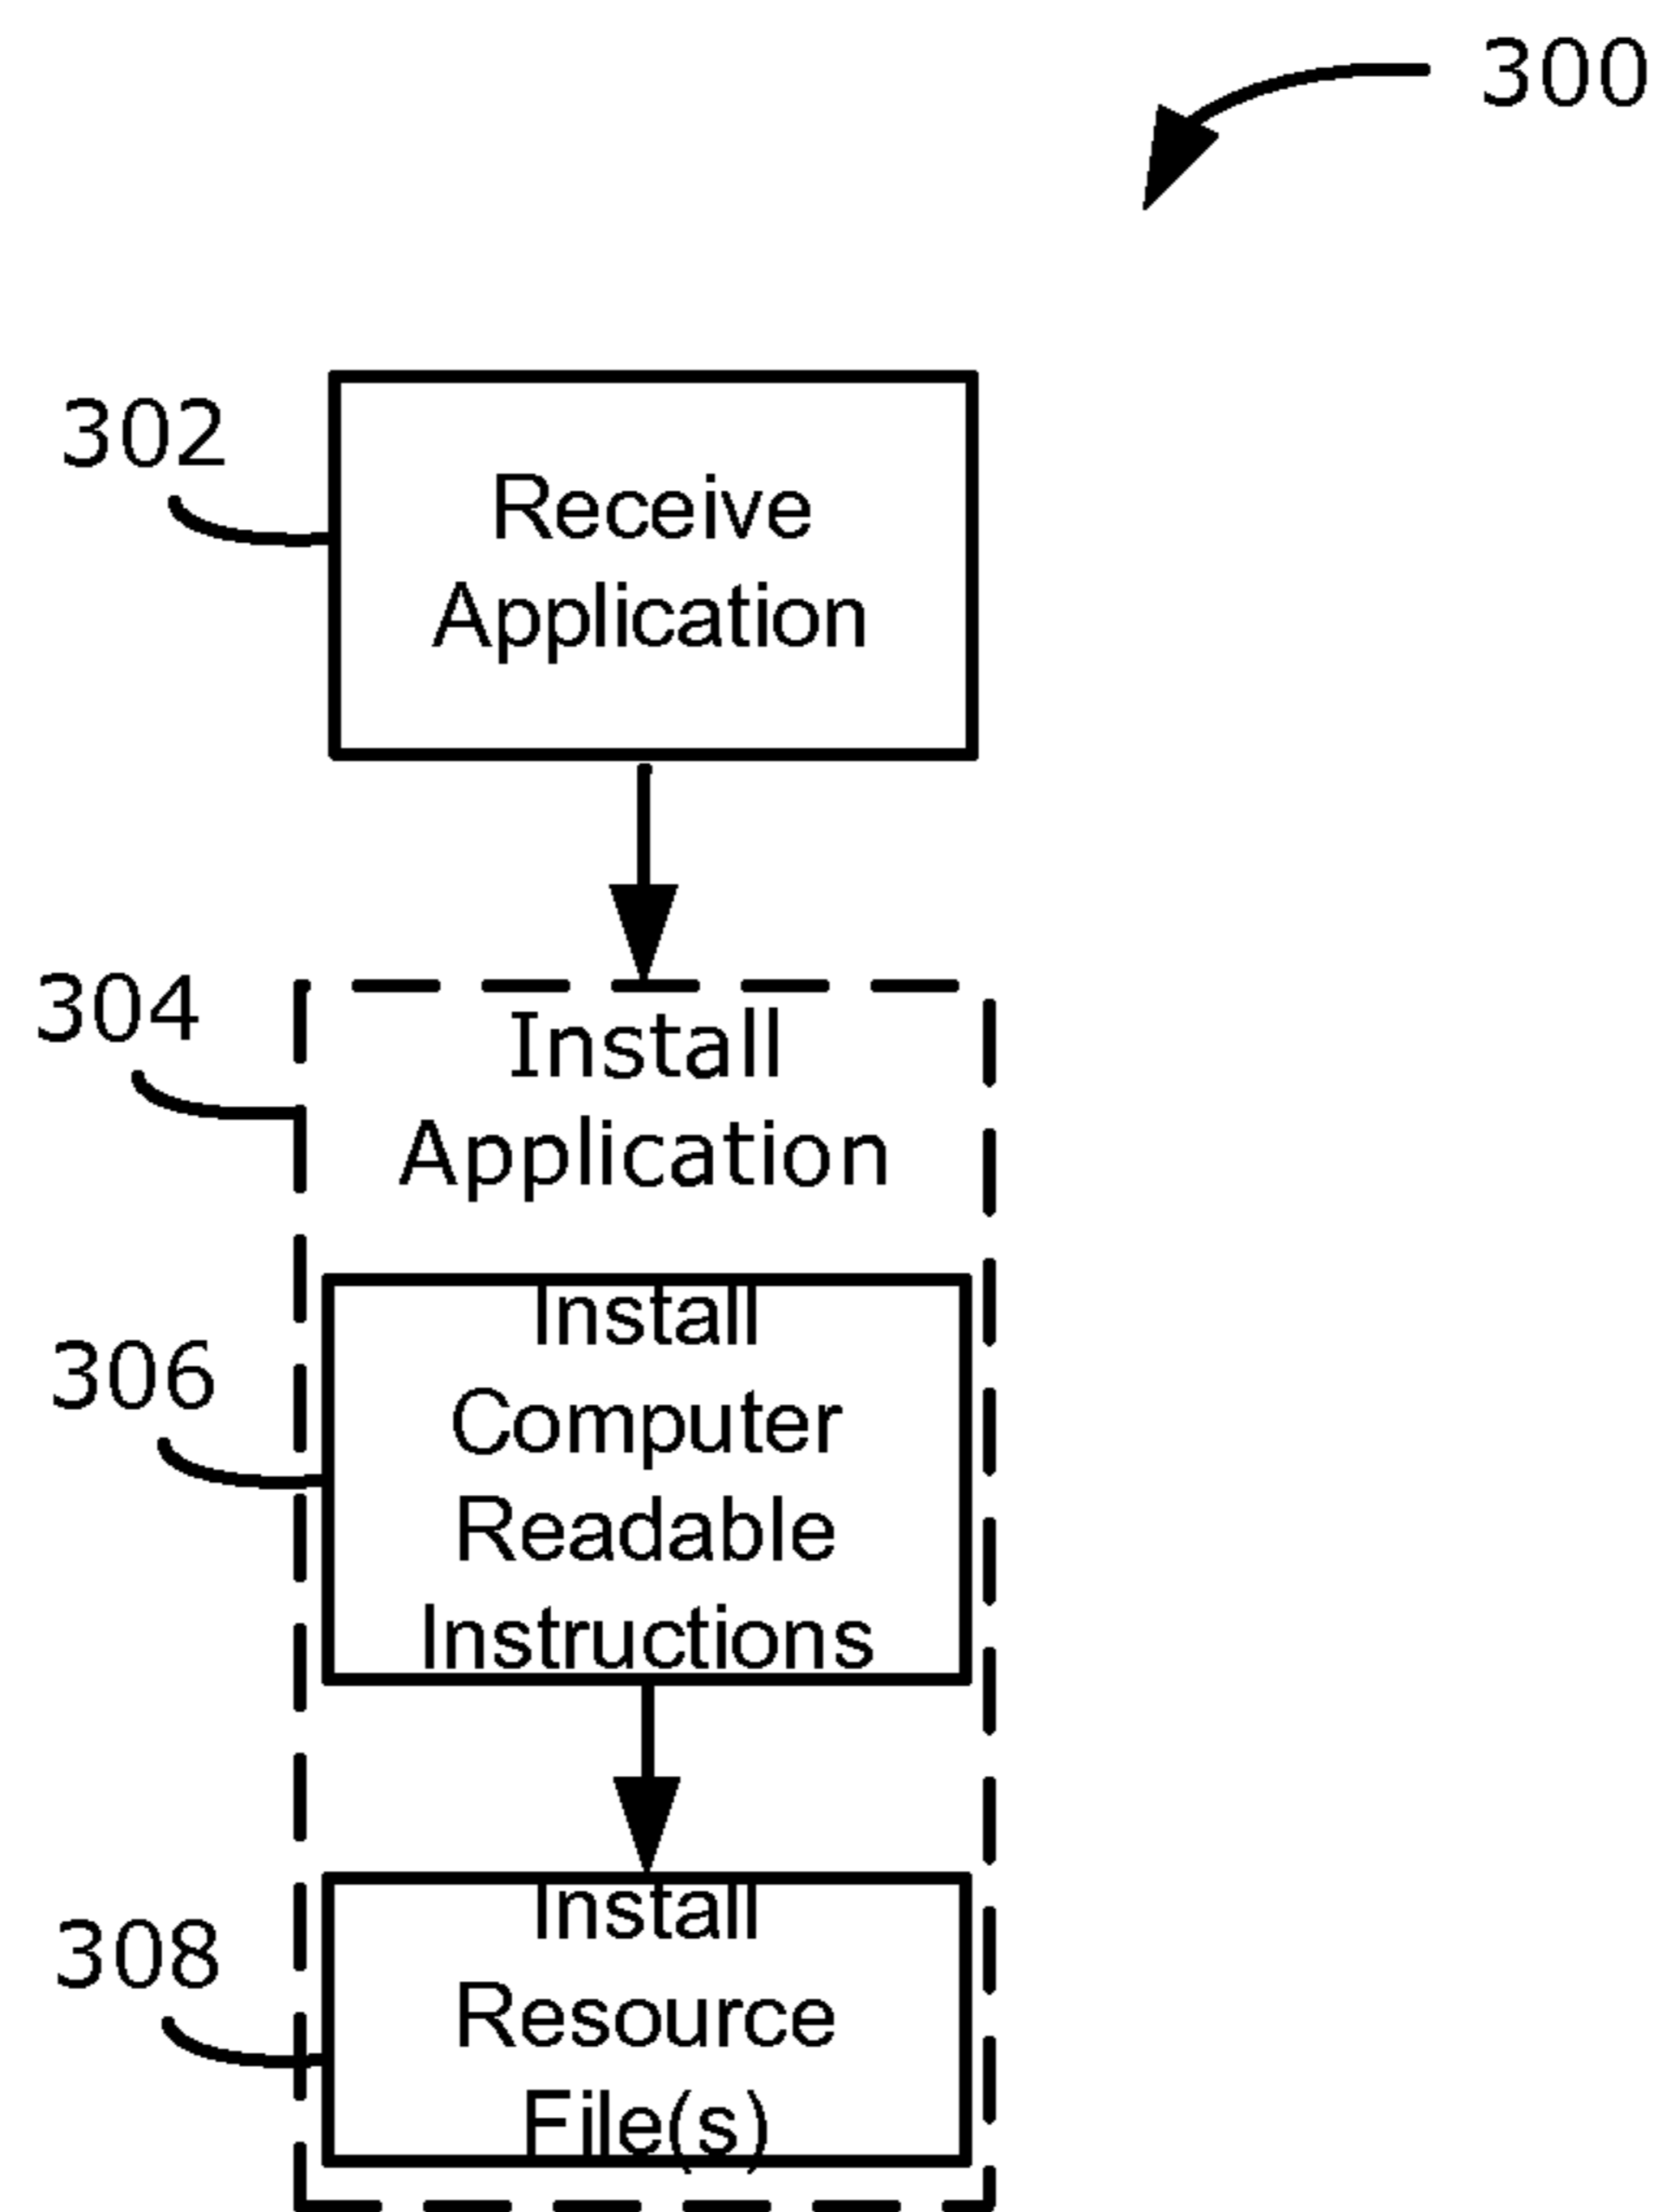 300
302
Receive
Application
304
Install
Application
306
Install
Computer
Readable
Instructions
308
Install
Resource
File(s)